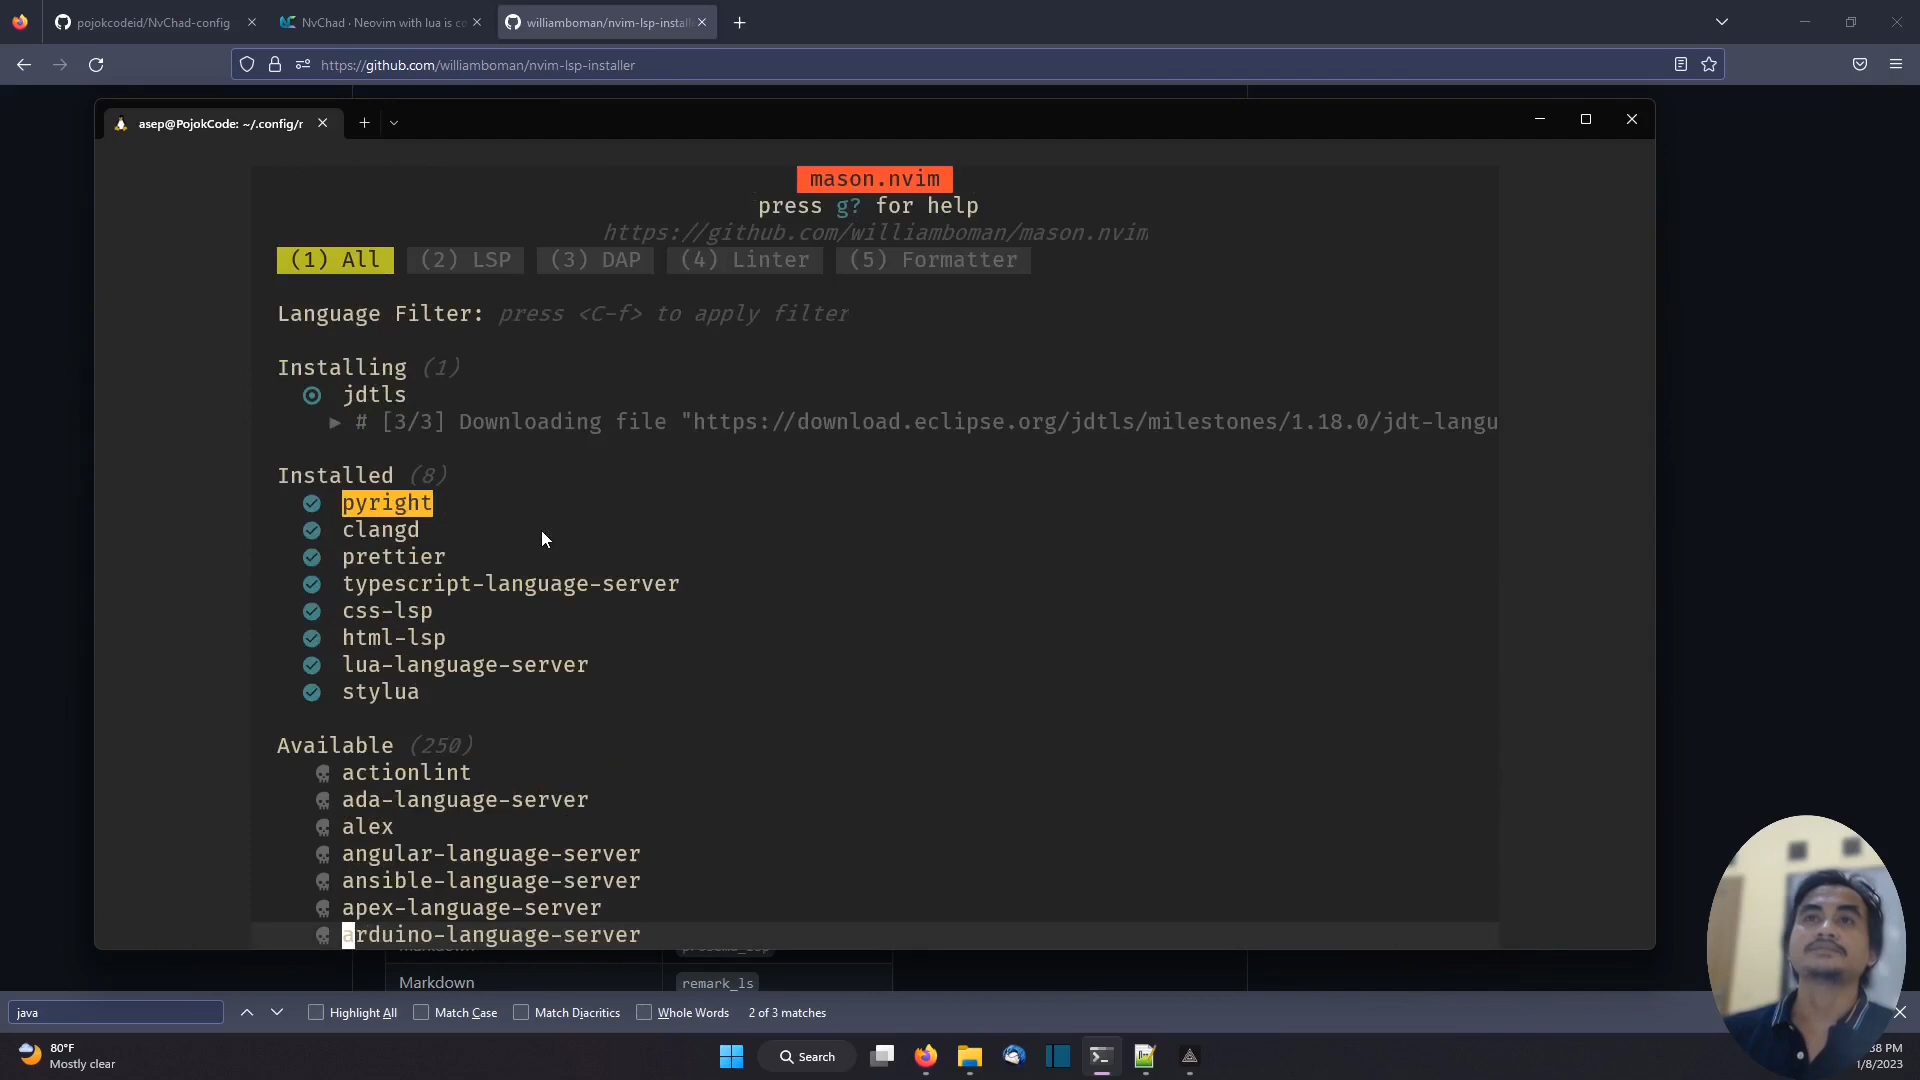 pojokcodeid/NvChad-config
NvChad · Neovim with lua is co
williamboman/nvim-lsp-install
https://github.com/williamboman/nvim-lsp-installer
asep@PojokCode: ~/.config/r
mason.nvim
press g? for help
https://github.com/williamboman/mason.nvim
(1) All (2) LSP (3) DAP (4) Linter (5) Formatter
Language Filter: press <C-f> to apply filter
Installing (1)
jdtls
▶ # [3/3] Downloading file "https://download.eclipse.org/jdtls/milestones/1.18.0/jdt-langu
Installed (8)
pyright
clangd
prettier
typescript-language-server
css-lsp
html-lsp
lua-language-server
stylua
Available (250)
actionlint
ada-language-server
alex
angular-language-server
ansible-language-server
apex-language-server
arduino-language-server
Markdown
Markdown remark_ls
java Highlight All Match Case Match Diacritics Whole Words 2 of 3 matches
80°F
Mostly clear
Search
:38 PM
1/8/2023